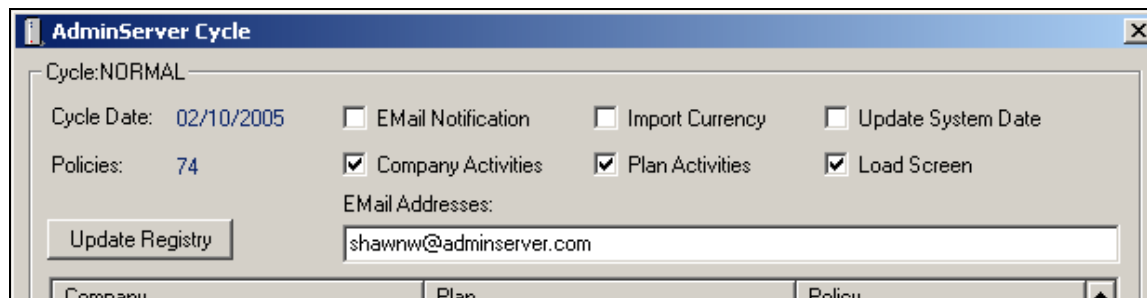 AdminServer Cycle
Cycle:NORMAL
Cycle Date: 02/10/2005 EMail Notification Import Currency Update System Date
Policies: 74 Company Activities Plan Activities Load Screen
EMail Addresses:
Update Registry shawnw@adminserver.com
Company Plan Policy